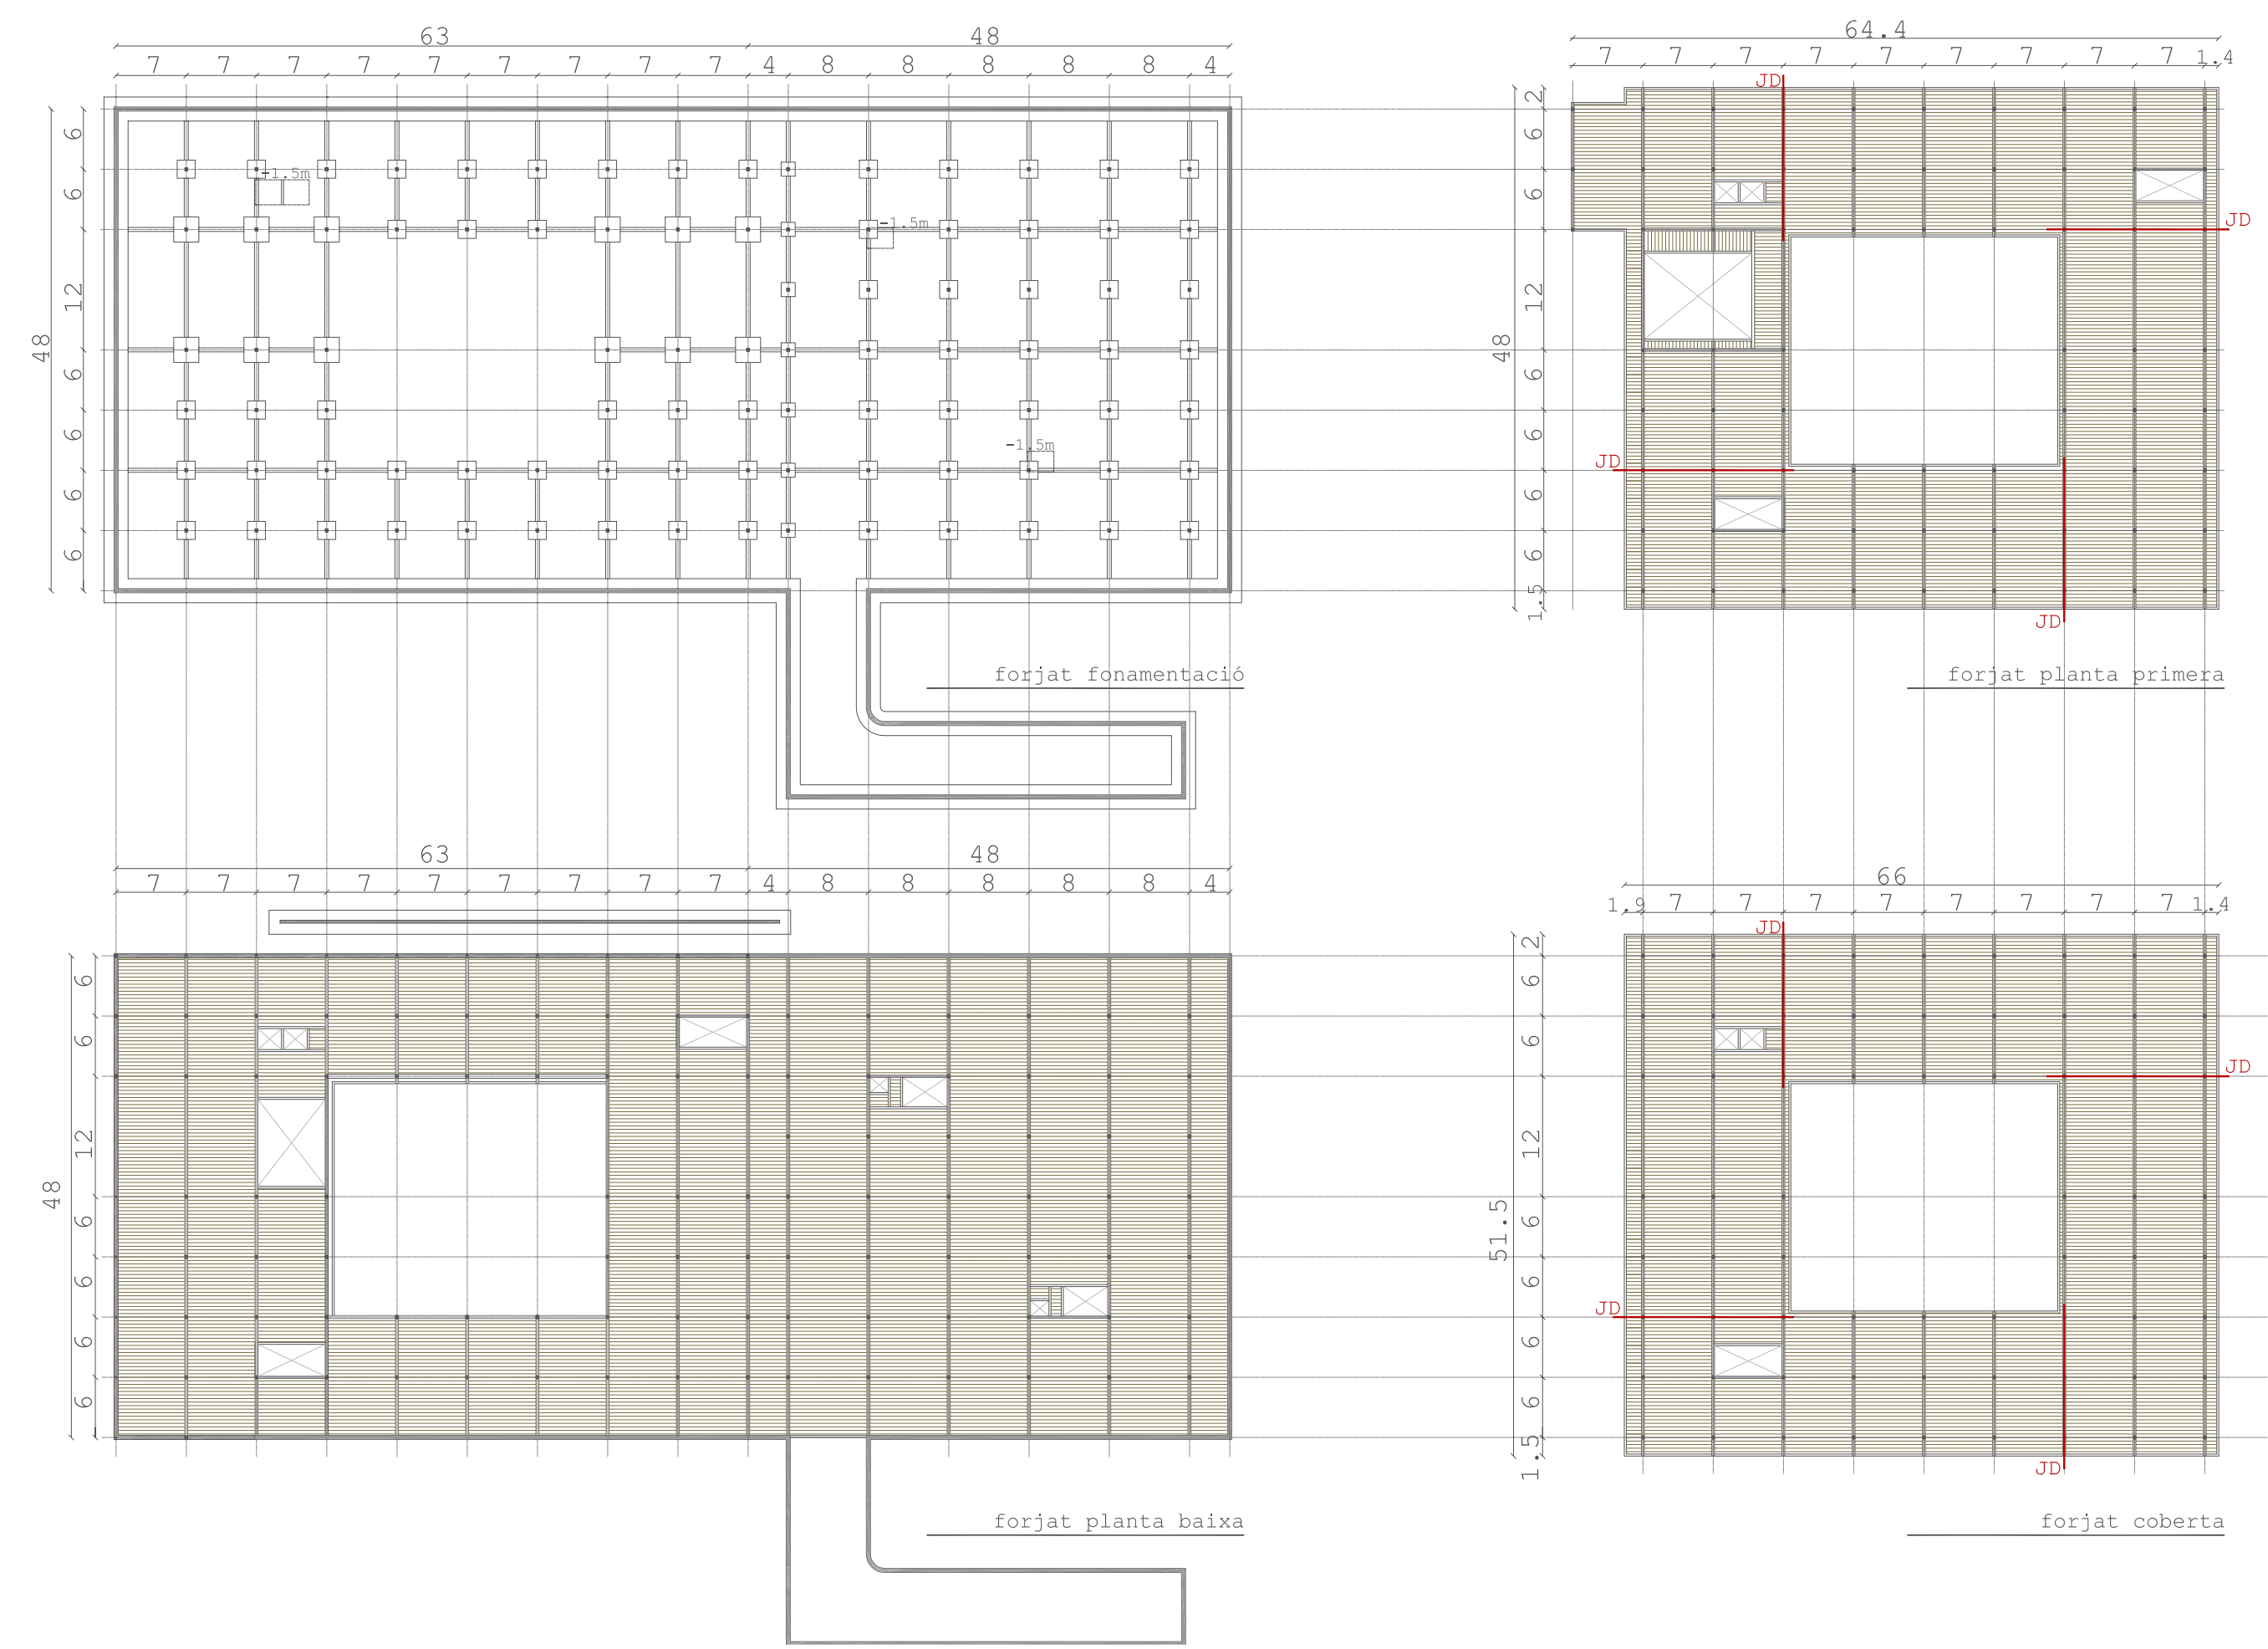 63 48
7 7 7 7 7 7 7 7 7 4 8 8 8 8 8 4
48
6 6 12 6 6 6 6
-1.5m
-1.5m
-1.5m
forjat fonamentació
64.4
7 7 7 7 7 7 7 7 7 1.4
48
2 6 6 12 6 6 6 6 1.5
JD
JD
JD
JD
forjat planta primera
63 48
7 7 7 7 7 7 7 7 7 4 8 8 8 8 8 4
48
6 6 12 6 6 6 6
forjat planta baixa
66
1.9 7 7 7 7 7 7 7 7 1.4
51.5
2 6 6 12 6 6 6 6 1.5
JD
JD
JD
JD
forjat coberta